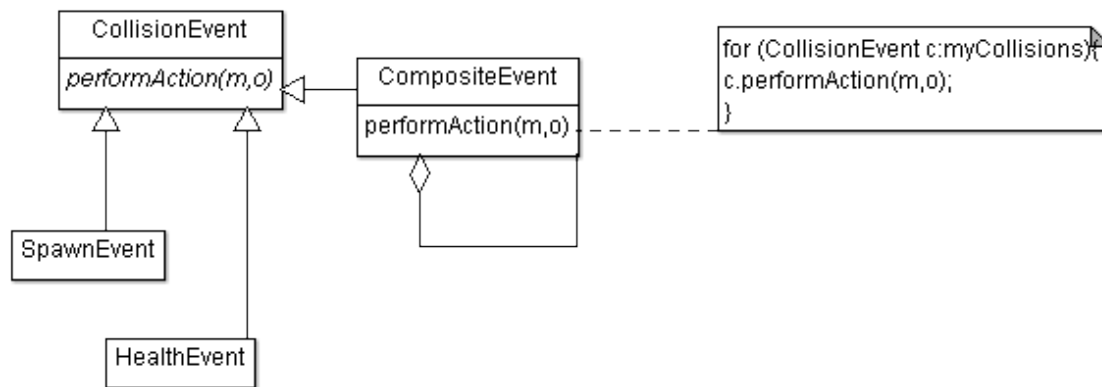 CollisionEvent
performAction(m,o)
CompositeEvent
performAction(m,o)
for (CollisionEvent c:myCollisions){
c.performAction(m,o);
}
SpawnEvent
HealthEvent